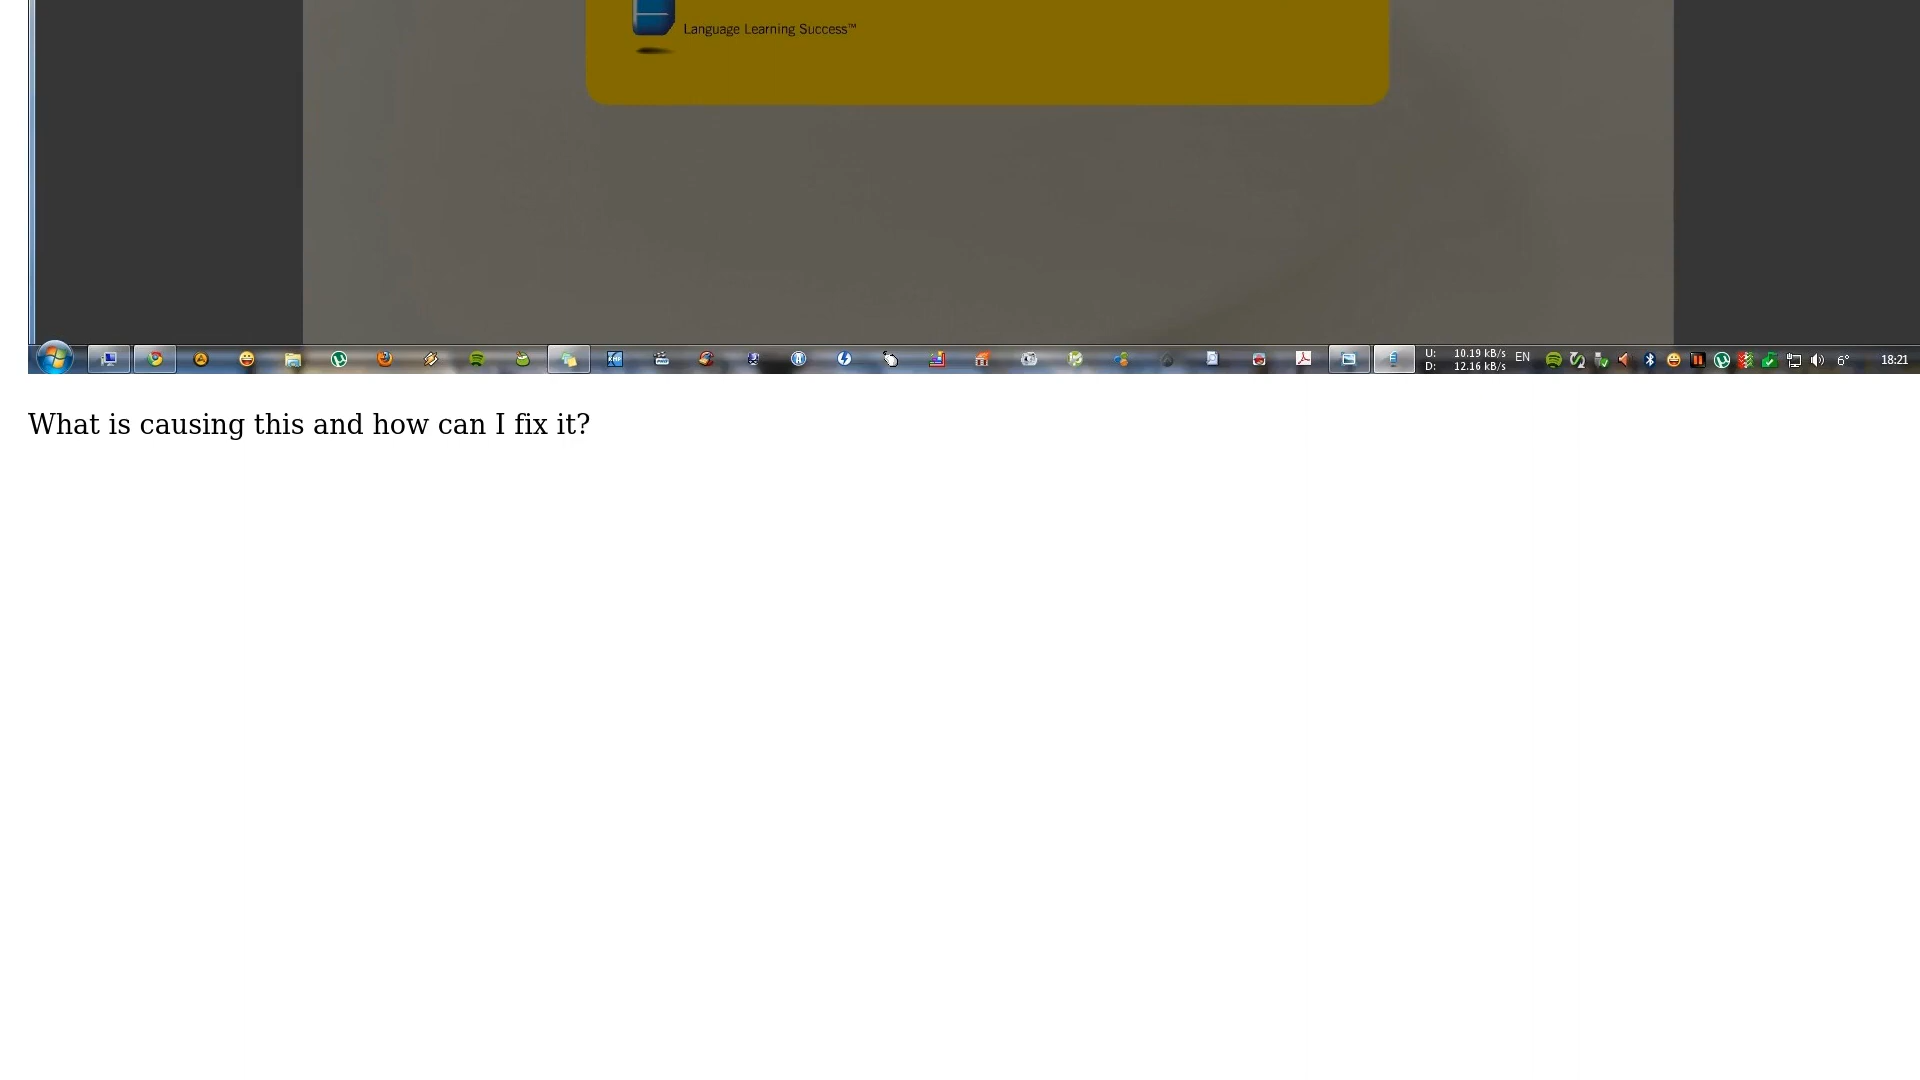 Language Learning Success™
U: 10.19 kB/s
D: 12.16 kB/s
EN
6°
18:21
What is causing this and how can I fix it?